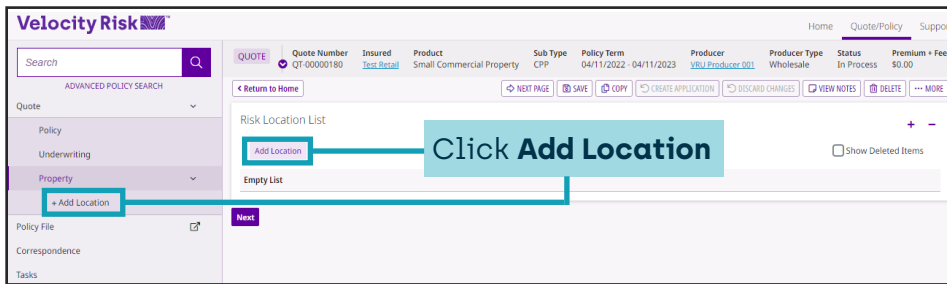 Velocity Risk
Home Quote/Policy Suppor
Search
ADVANCED POLICY SEARCH
Quote
Policy
Underwriting
Property
+ Add Location
Policy File
Correspondence
Tasks
QUOTE
Quote Number Insured Product Sub Type Policy Term Producer Producer Type Status Premium + Fee
QT-00000180 Test Retail Small Commercial Property CPP 04/11/2022 - 04/11/2023 VRU Producer 001 Wholesale In Process $0.00
Return to Home
NEXT PAGE SAVE COPY CREATE APPLICATION DISCARD CHANGES VIEW NOTES DELETE ... MORE
Risk Location List
+ –
Add Location
Click Add Location
Show Deleted Items
Empty List
Next